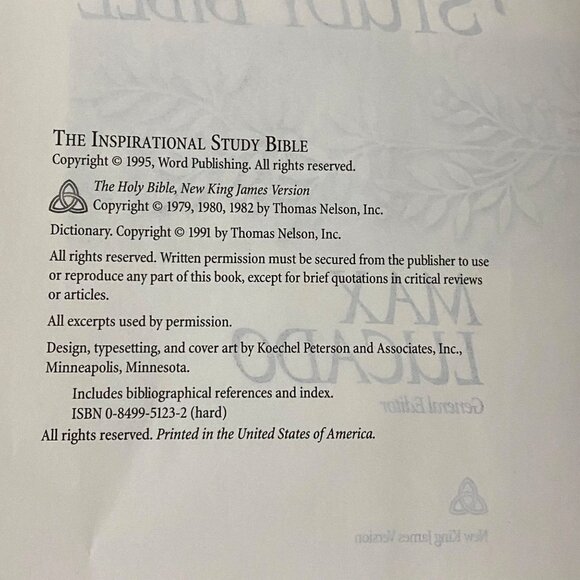 STUDY BIBLE
THE INSPIRATIONAL STUDY BIBLE
Copyright © 1995, Word Publishing. All rights reserved.
The Holy Bible, New King James Version
Copyright © 1979, 1980, 1982 by Thomas Nelson, Inc.
Dictionary. Copyright © 1991 by Thomas Nelson, Inc.
All rights reserved. Written permission must be secured from the publisher to use
or reproduce any part of this book, except for brief quotations in critical reviews
or articles.
All excerpts used by permission.
MAX
Design, typesetting, and cover art by Koechel Peterson and Associates, Inc.,
Minneapolis, Minnesota.
LUCADO
Includes bibliographical references and index.
General Editor
ISBN 0-8499-5123-2 (hard)
All rights reserved. Printed in the United States of America.
New King James Version